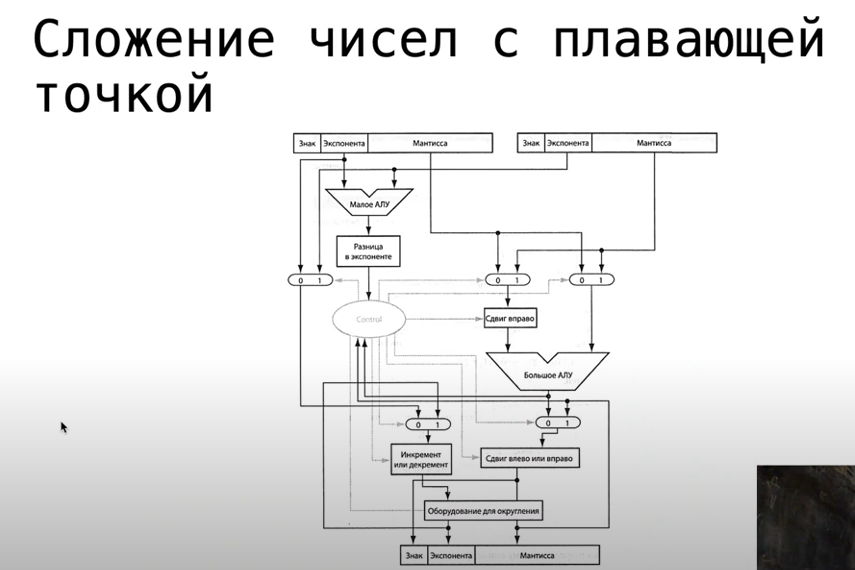 Сложение чисел с плавающей
точкой
Знак Экспонента Мантисса
Знак Экспонента Мантисса
Малое АЛУ
Разница
в экспоненте
0 1
0 1
0 1
Control
Сдвиг вправо
Большое АЛУ
0 1
0 1
Инкремент
или декремент
Сдвиг влево или вправо
Оборудование для округления
Знак Экспонента Мантисса